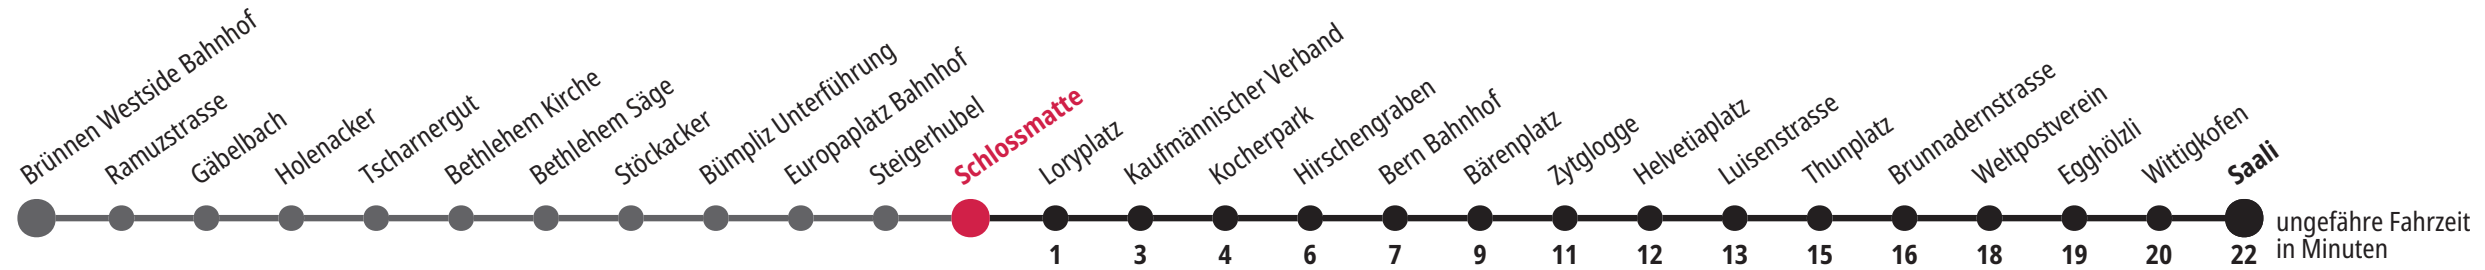 Brünnen Westside Bahnhof
Ramuzstrasse
Gäbelbach
Holenacker
Tscharnergut
Bethlehem Kirche
Bethlehem Säge
Stöckacker
Bümpliz Unterführung
Europaplatz Bahnhof
Steigerhubel
Schlossmatte
Loryplatz
Kaufmännischer Verband
Kocherpark
Hirschengraben
Bern Bahnhof
Bärenplatz
Zytglogge
Helvetiaplatz
Luisenstrasse
Thunplatz
Brunnadernstrasse
Weltpostverein
Egghölzli
Wittigkofen
Saali
1 3 4 6 7 9 11 12 13 15 16 18 19 20 22
ungefähre Fahrzeit
in Minuten